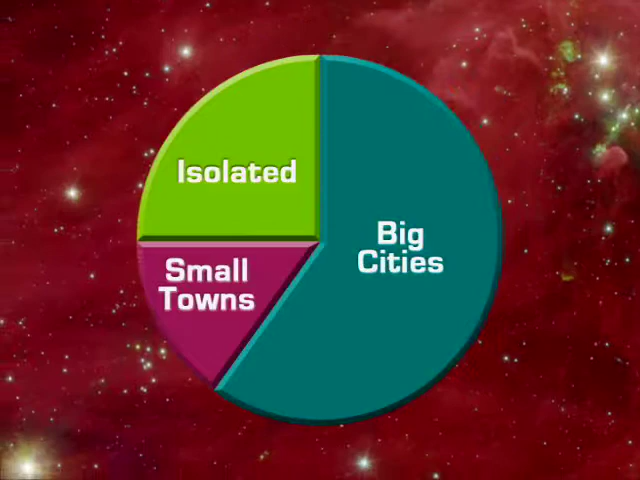 Isolated
Big
Cities
Small
Towns